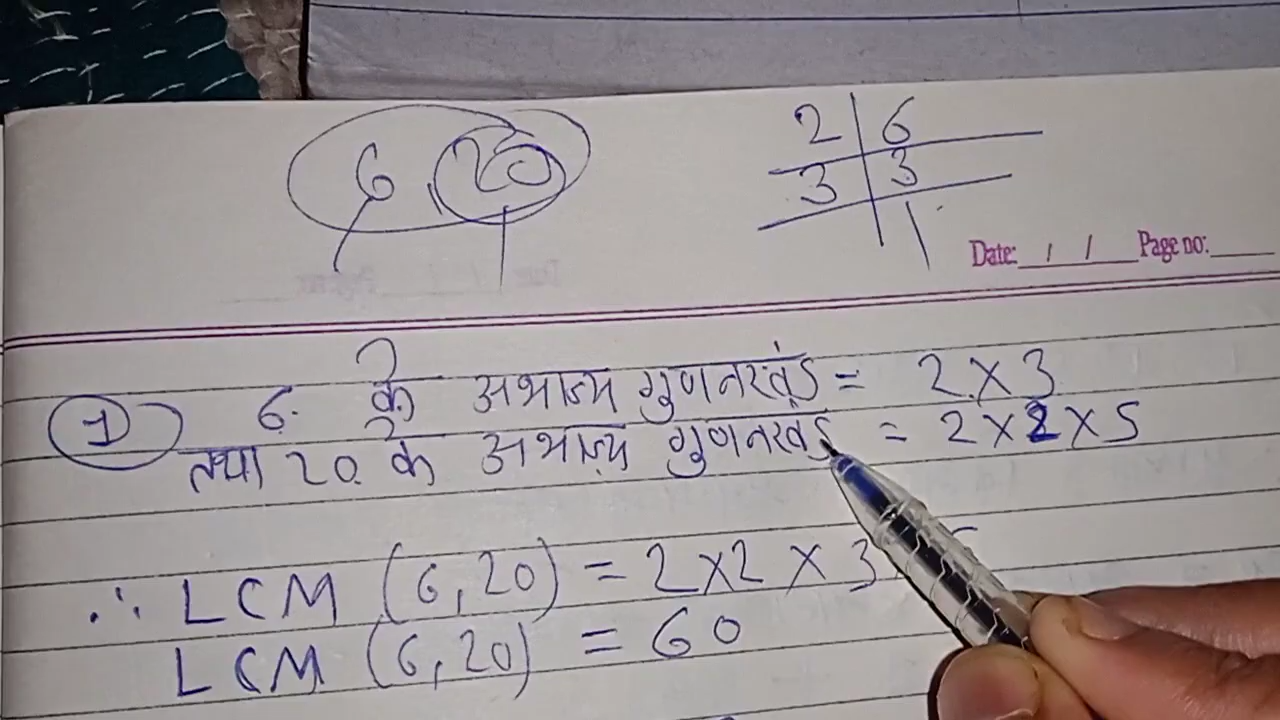 6, 20
2 | 6
3 | 3
1
Date: / / Page no:
① 6 के अभाज्य गुणनखंड = 2 × 3
तथा 20 के अभाज्य गुणनखंड = 2 × 2 × 5
∴ LCM (6, 20) = 2 × 2 × 3
LCM (6, 20) = 60